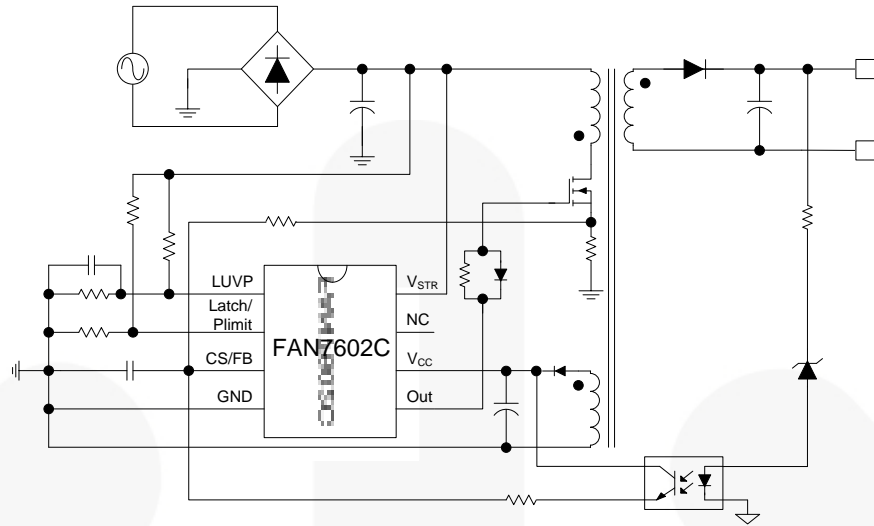 LUVP
Latch/
Plimit
CS/FB
GND
FAN7602C
VSTR
NC
VCC
Out